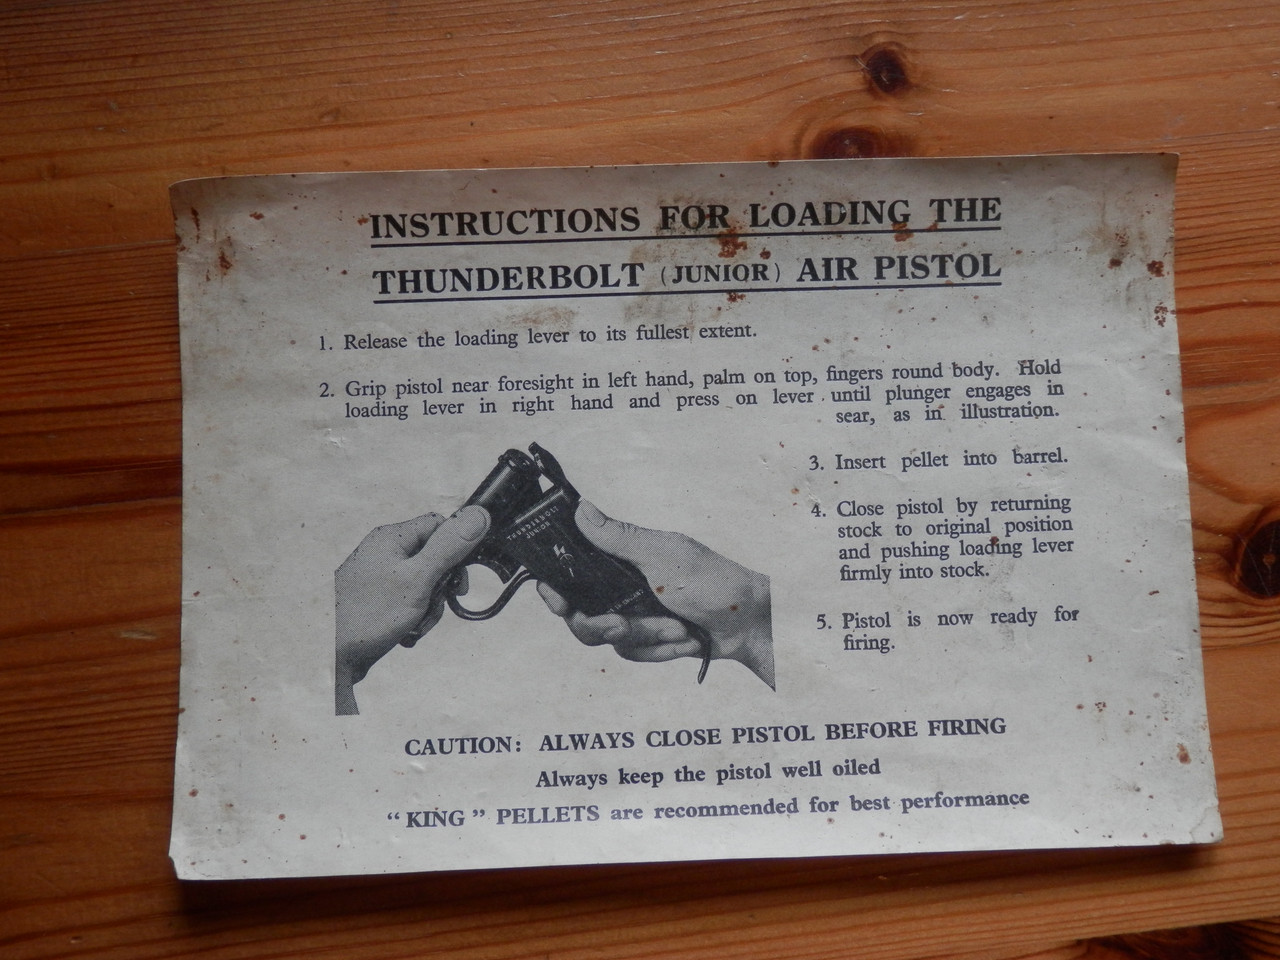 INSTRUCTIONS FOR LOADING THE
THUNDERBOLT (JUNIOR) AIR PISTOL
1. Release the loading lever to its fullest extent.
2. Grip pistol near foresight in left hand, palm on top, fingers round body. Hold
loading lever in right hand and press on lever until plunger engages in
sear, as in illustration.
3. Insert pellet into barrel.
4. Close pistol by returning
stock to original position
and pushing loading lever
firmly into stock.
5. Pistol is now ready for
firing.
THUNDERBOLT
JUNIOR
CAUTION: ALWAYS CLOSE PISTOL BEFORE FIRING
Always keep the pistol well oiled
“KING” PELLETS are recommended for best performance